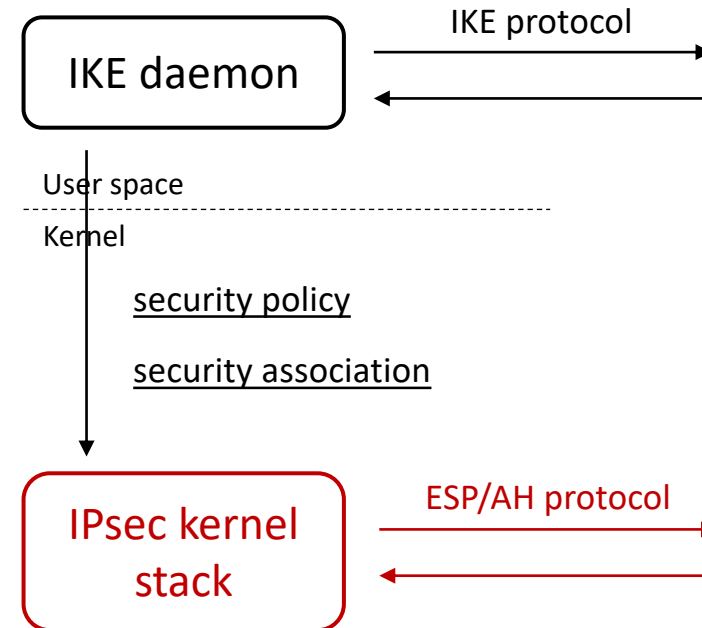 IKE protocol
IKE daemon
User space
Kernel
security policy
security association
ESP/AH protocol
IPsec kernel
stack